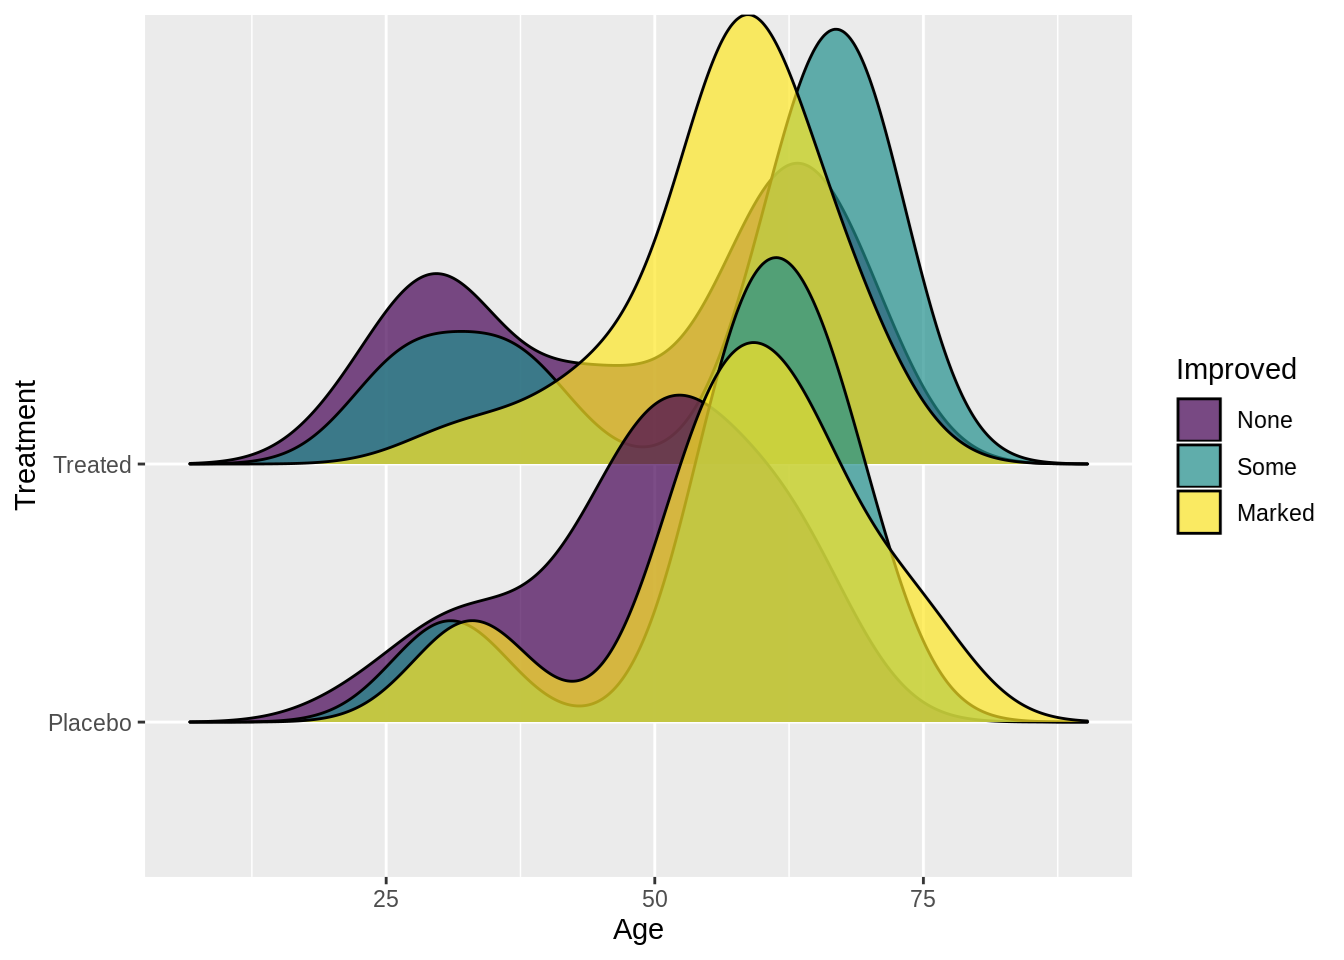 Treatment
Treated
Placebo
25
50
75
Age
Improved
None
Some
Marked